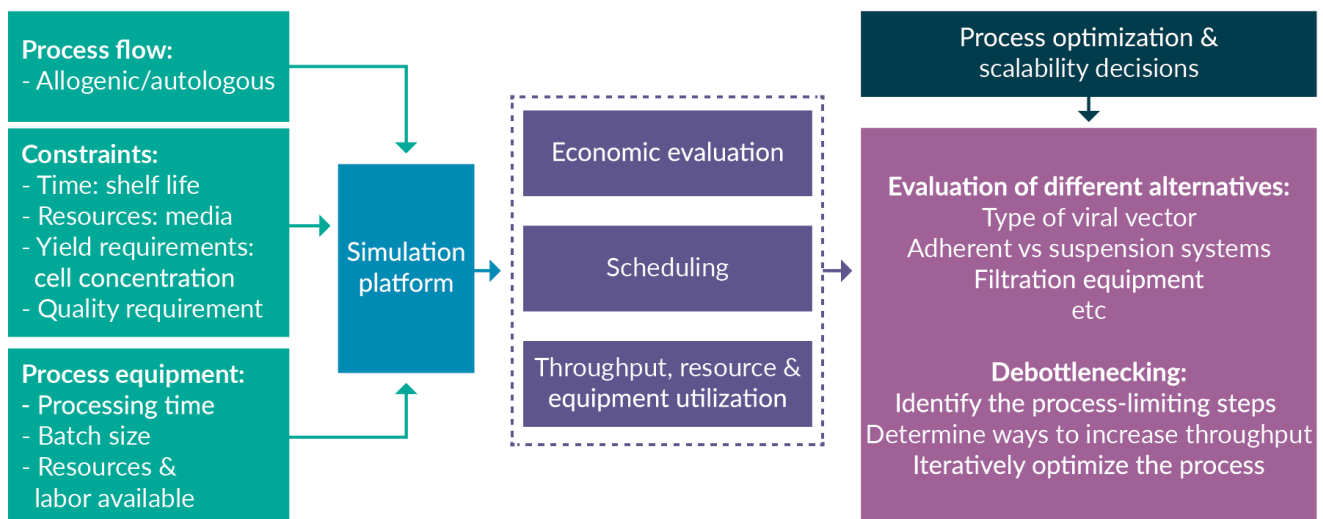 Process flow:
- Allogenic/autologous
Constraints:
- Time: shelf life
- Resources: media
- Yield requirements:
cell concentration
- Quality requirement
Process equipment:
- Processing time
- Batch size
- Resources &
labor available
Simulation
platform
Economic evaluation
Scheduling
Throughput, resource &
equipment utilization
Process optimization &
scalability decisions
Evaluation of different alternatives:
Type of viral vector
Adherent vs suspension systems
Filtration equipment
etc
Debottlenecking:
Identify the process-limiting steps
Determine ways to increase throughput
Iteratively optimize the process